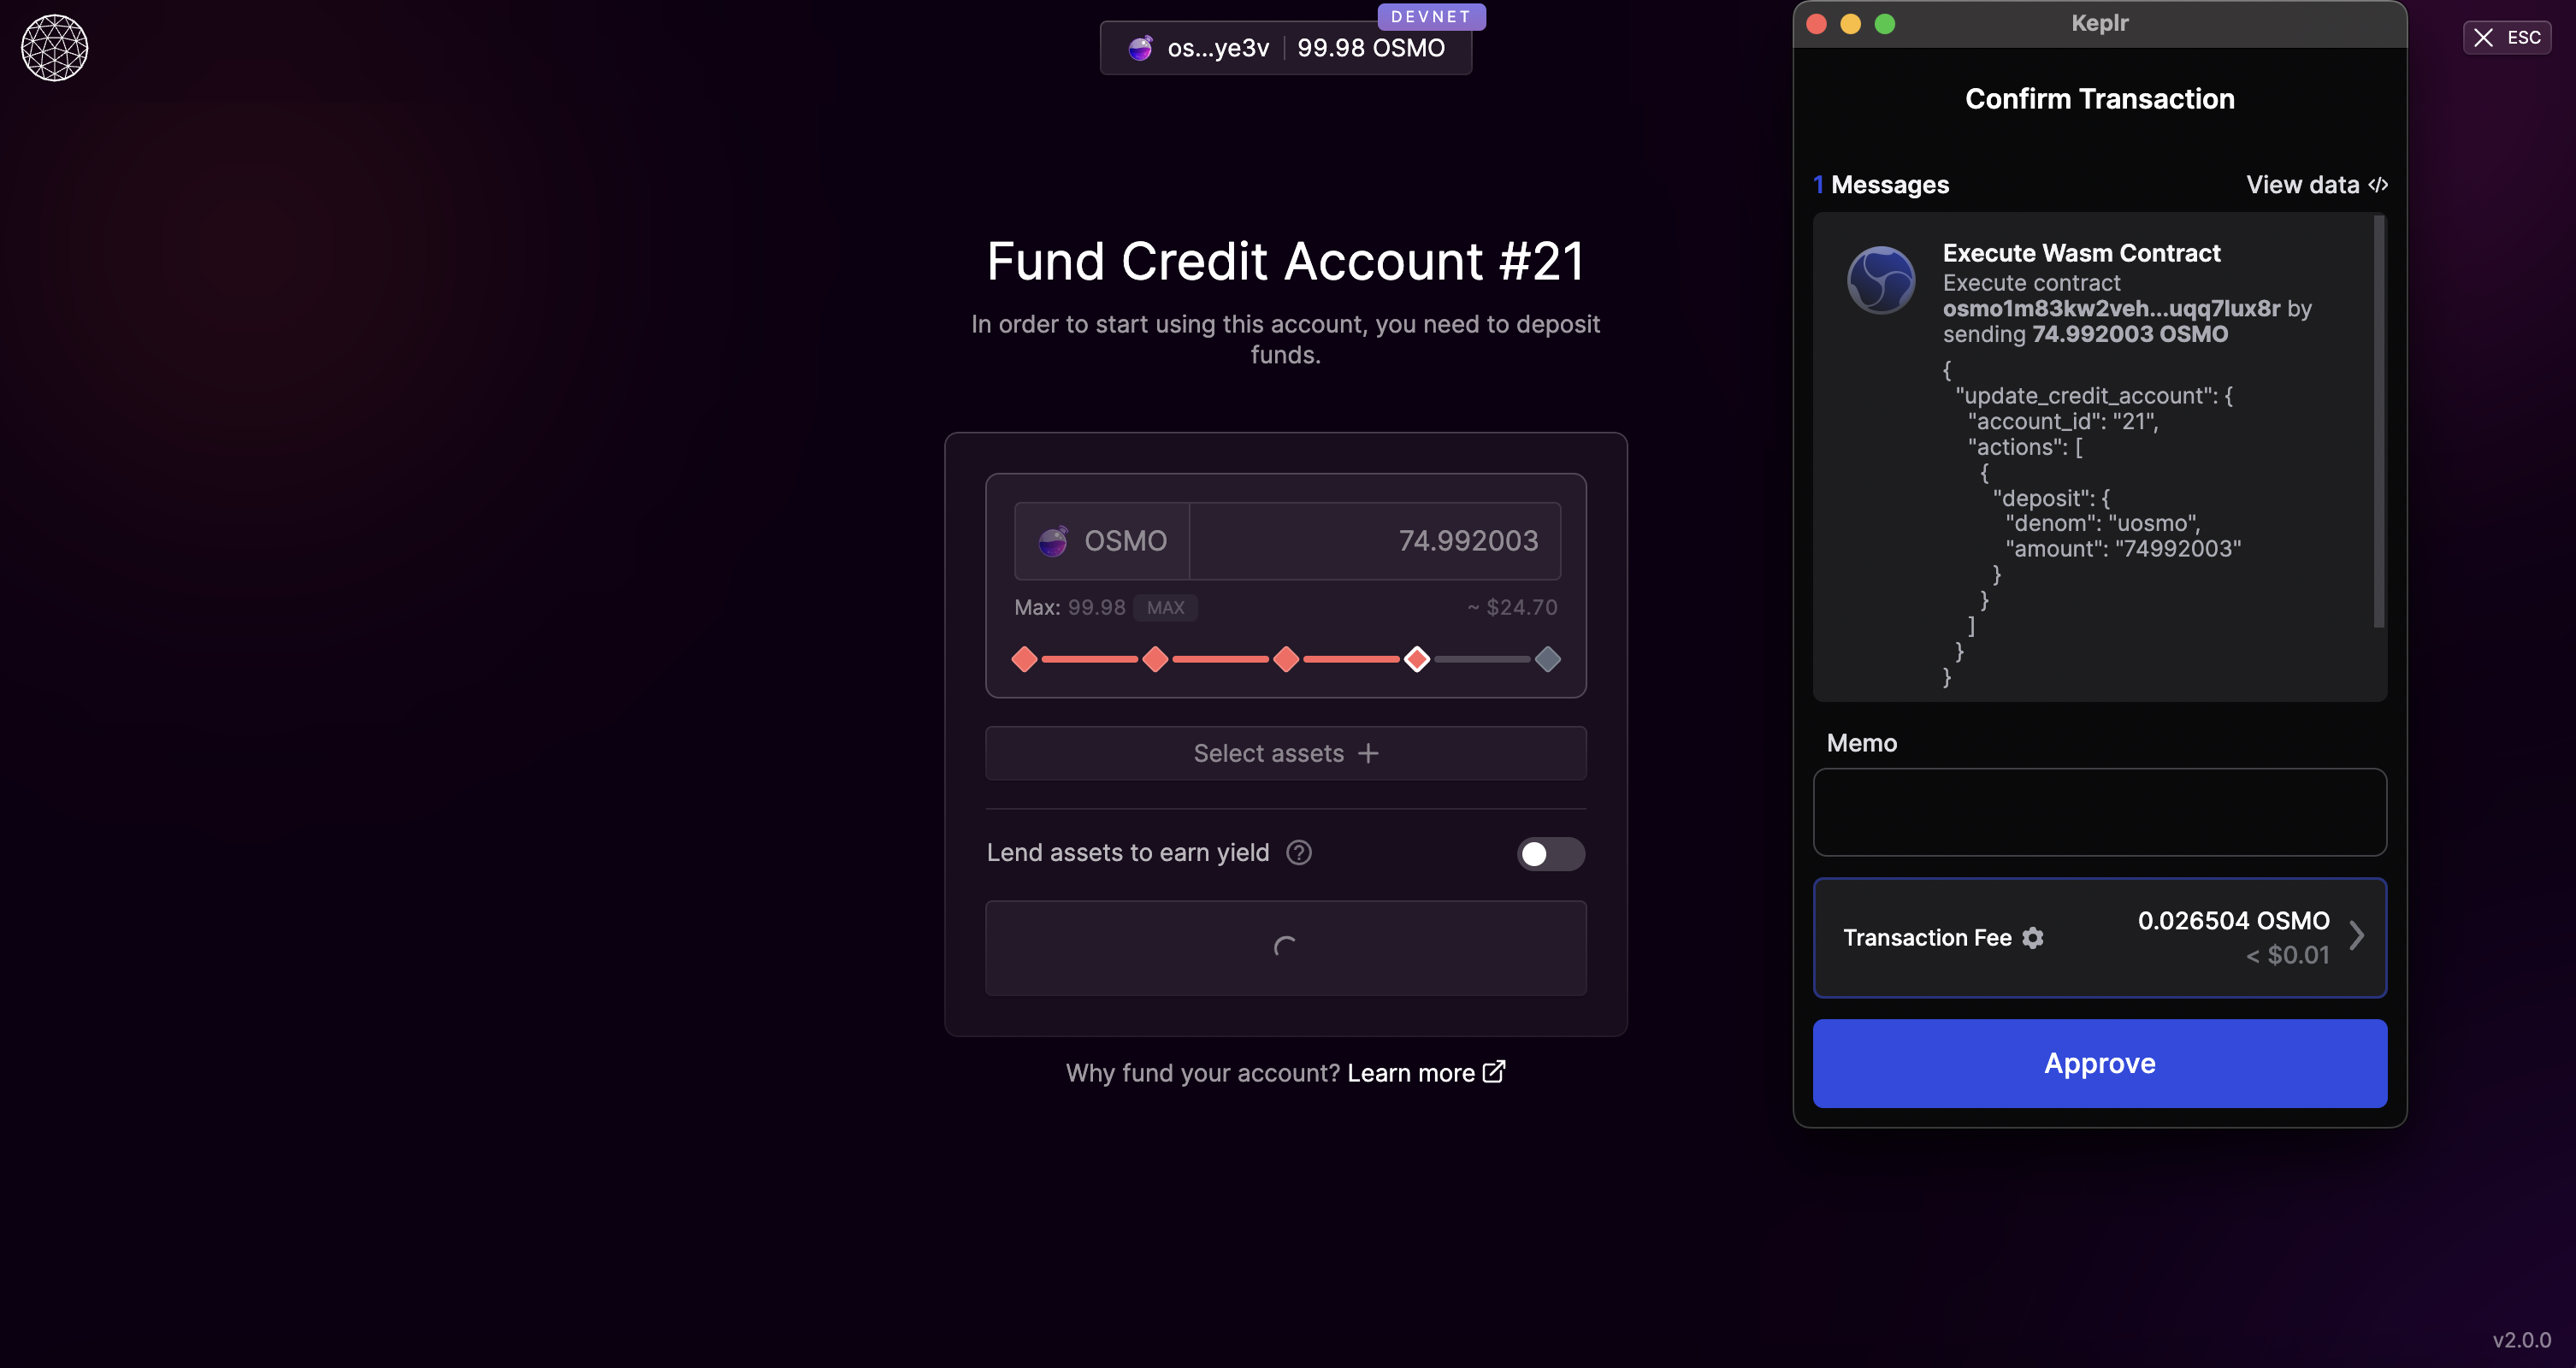 DEVNET
os...ye3v | 99.98 OSMO
ESC
Fund Credit Account #21
In order to start using this account, you need to deposit
funds.
OSMO 74.992003
Max: 99.98 MAX ~ $24.70
Select assets +
Lend assets to earn yield ?
Why fund your account? Learn more
Keplr
Confirm Transaction
1 Messages View data </>
Execute Wasm Contract
Execute contract
osmo1m83kw2veh...uqq7lux8r by
sending 74.992003 OSMO
{
"update_credit_account": {
"account_id": "21",
"actions": [
{
"deposit": {
"denom": "uosmo",
"amount": "74992003"
}
}
]
}
}
Memo
Transaction Fee 0.026504 OSMO
< $0.01
Approve
v2.0.0